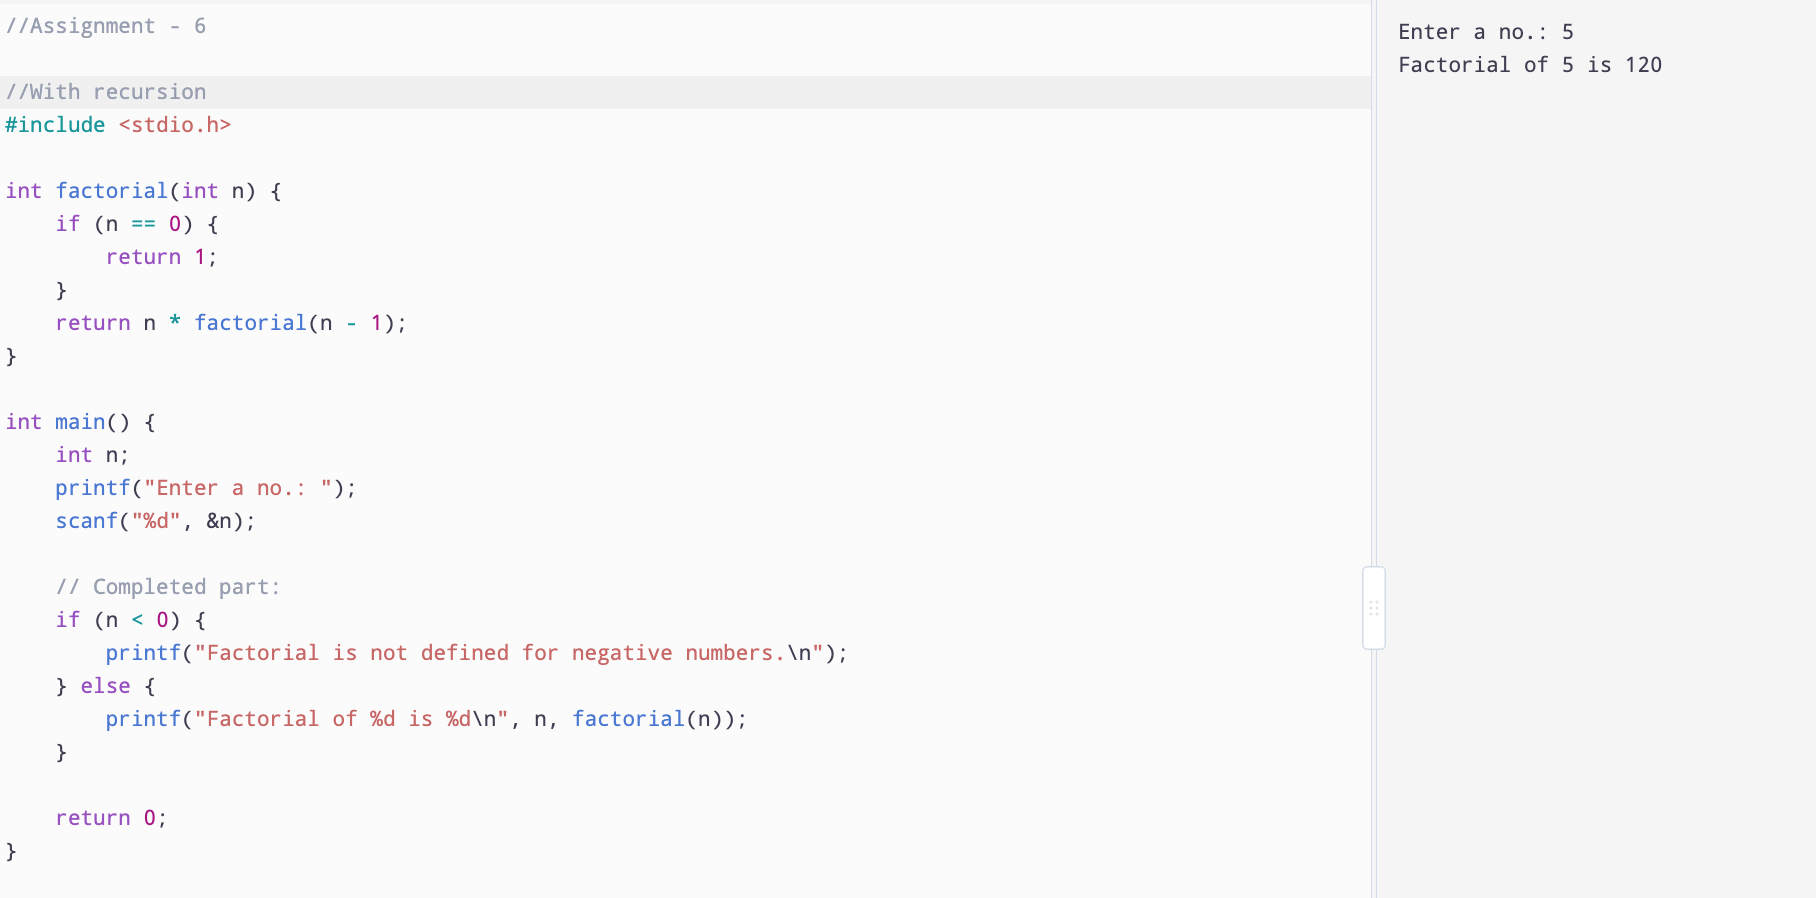 //Assignment - 6
//With recursion
#include <stdio.h>
int factorial(int n) {
    if (n == 0) {
        return 1;
    }
    return n * factorial(n - 1);
}
int main() {
    int n;
    printf("Enter a no.: ");
    scanf("%d", &n);
    // Completed part:
    if (n < 0) {
        printf("Factorial is not defined for negative numbers.\n");
    } else {
        printf("Factorial of %d is %d\n", n, factorial(n));
    }
    return 0;
}
Enter a no.: 5
Factorial of 5 is 120